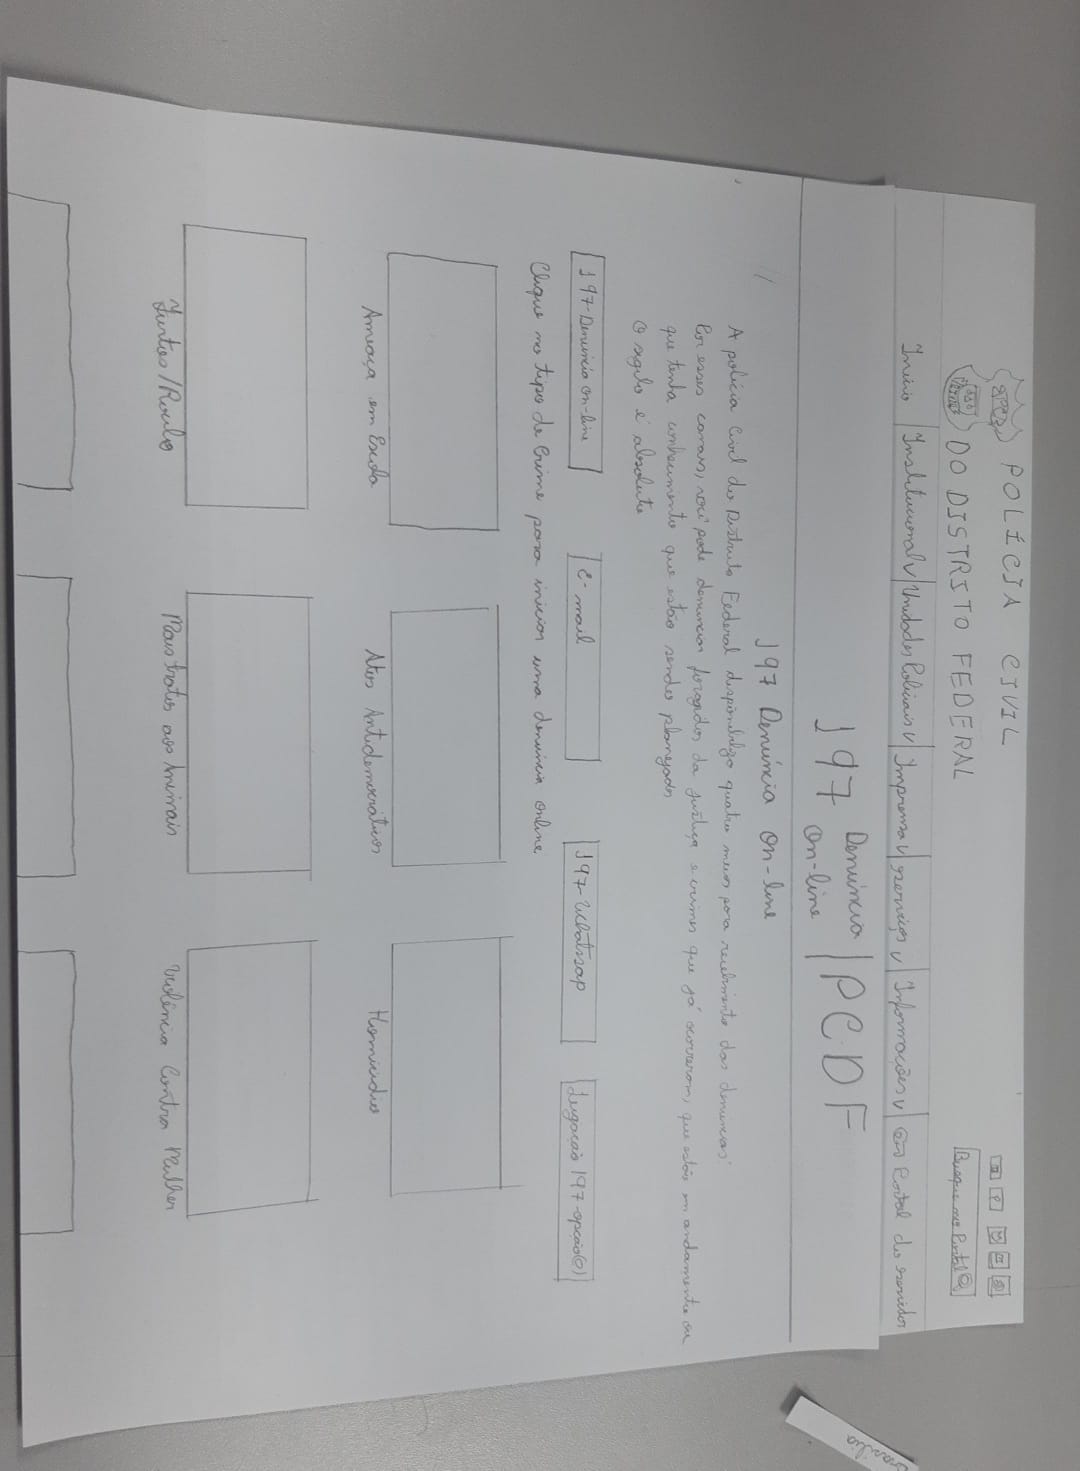 POLÍCIA CIVIL
DO DISTRITO FEDERAL
Busque no Portal
Início
Institucional v
Unidades Policiais v
Imprensa v
serviços v
Informações v
Portal do servidor
197 Denúncia On-line | PCDF
197 Denúncia On-line
A polícia Civil do Distrito Federal disponibiliza quatro meios para recebimento das denúncias:
Por esses canais, você pode denunciar foragidos da justiça e crimes que já ocorreram, que estão em andamento ou
que tenha conhecimento que estão sendo planejados
O sigilo é absoluto
197-Denúncia on-line
E-mail
197-Whatssap
Ligação 197-opção(0)
Clique no tipo de Crime para iniciar uma denúncia online
Ameaça em Escola
Atos Antidemocráticos
Homicídio
Furtos/Roubo
Maus tratos aos Animais
Violência Contra Mulher